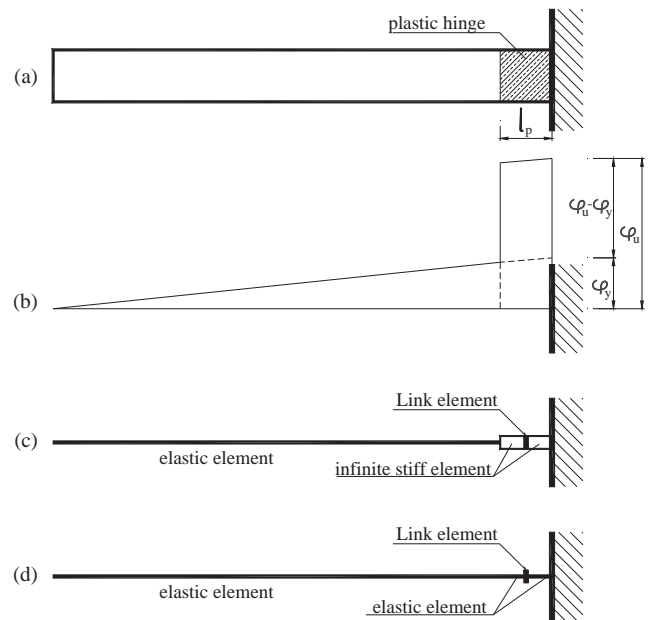 plastic hinge
(a)
l_p
φ_u-φ_y
φ_u
φ_y
(b)
Link element
(c)
elastic element
infinite stiff element
Link element
(d)
elastic element
elastic element